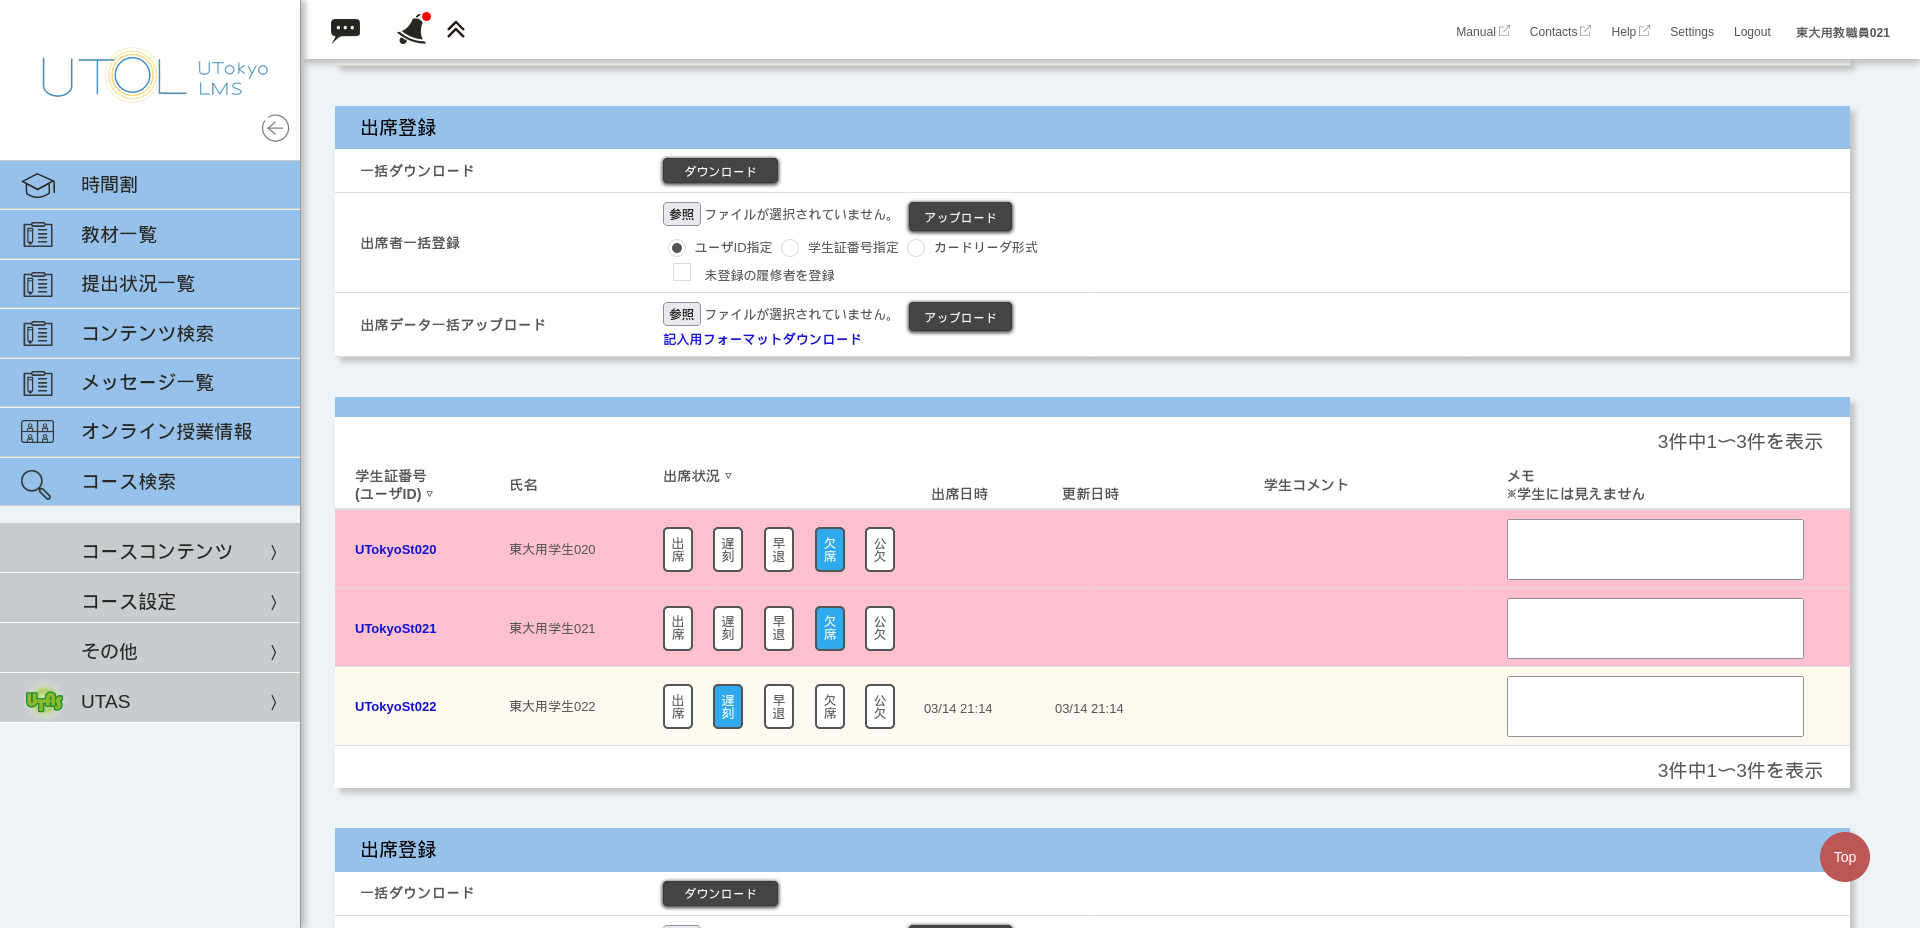 Manual
Contacts
Help
Settings
Logout
東大用教職員021
UTOL UTokyo LMS
時間割
教材一覧
提出状況一覧
コンテンツ検索
メッセージ一覧
オンライン授業情報
コース検索
コースコンテンツ 〉
コース設定 〉
その他 〉
UTAS UTAS 〉
出席登録
一括ダウンロード ダウンロード
出席者一括登録 参照 ファイルが選択されていません。 アップロード
ユーザID指定 学生証番号指定 カードリーダ形式
未登録の履修者を登録
出席データ一括アップロード 参照 ファイルが選択されていません。 アップロード
記入用フォーマットダウンロード
3件中1〜3件を表示
学生証番号 (ユーザID) ▽ 氏名 出席状況 ▽ 出席日時 更新日時 学生コメント メモ ※学生には見えません
UTokyoSt020 東大用学生020 出席 遅刻 早退 欠席 公欠
UTokyoSt021 東大用学生021 出席 遅刻 早退 欠席 公欠
UTokyoSt022 東大用学生022 出席 遅刻 早退 欠席 公欠 03/14 21:14 03/14 21:14
3件中1〜3件を表示
出席登録
一括ダウンロード ダウンロード
Top